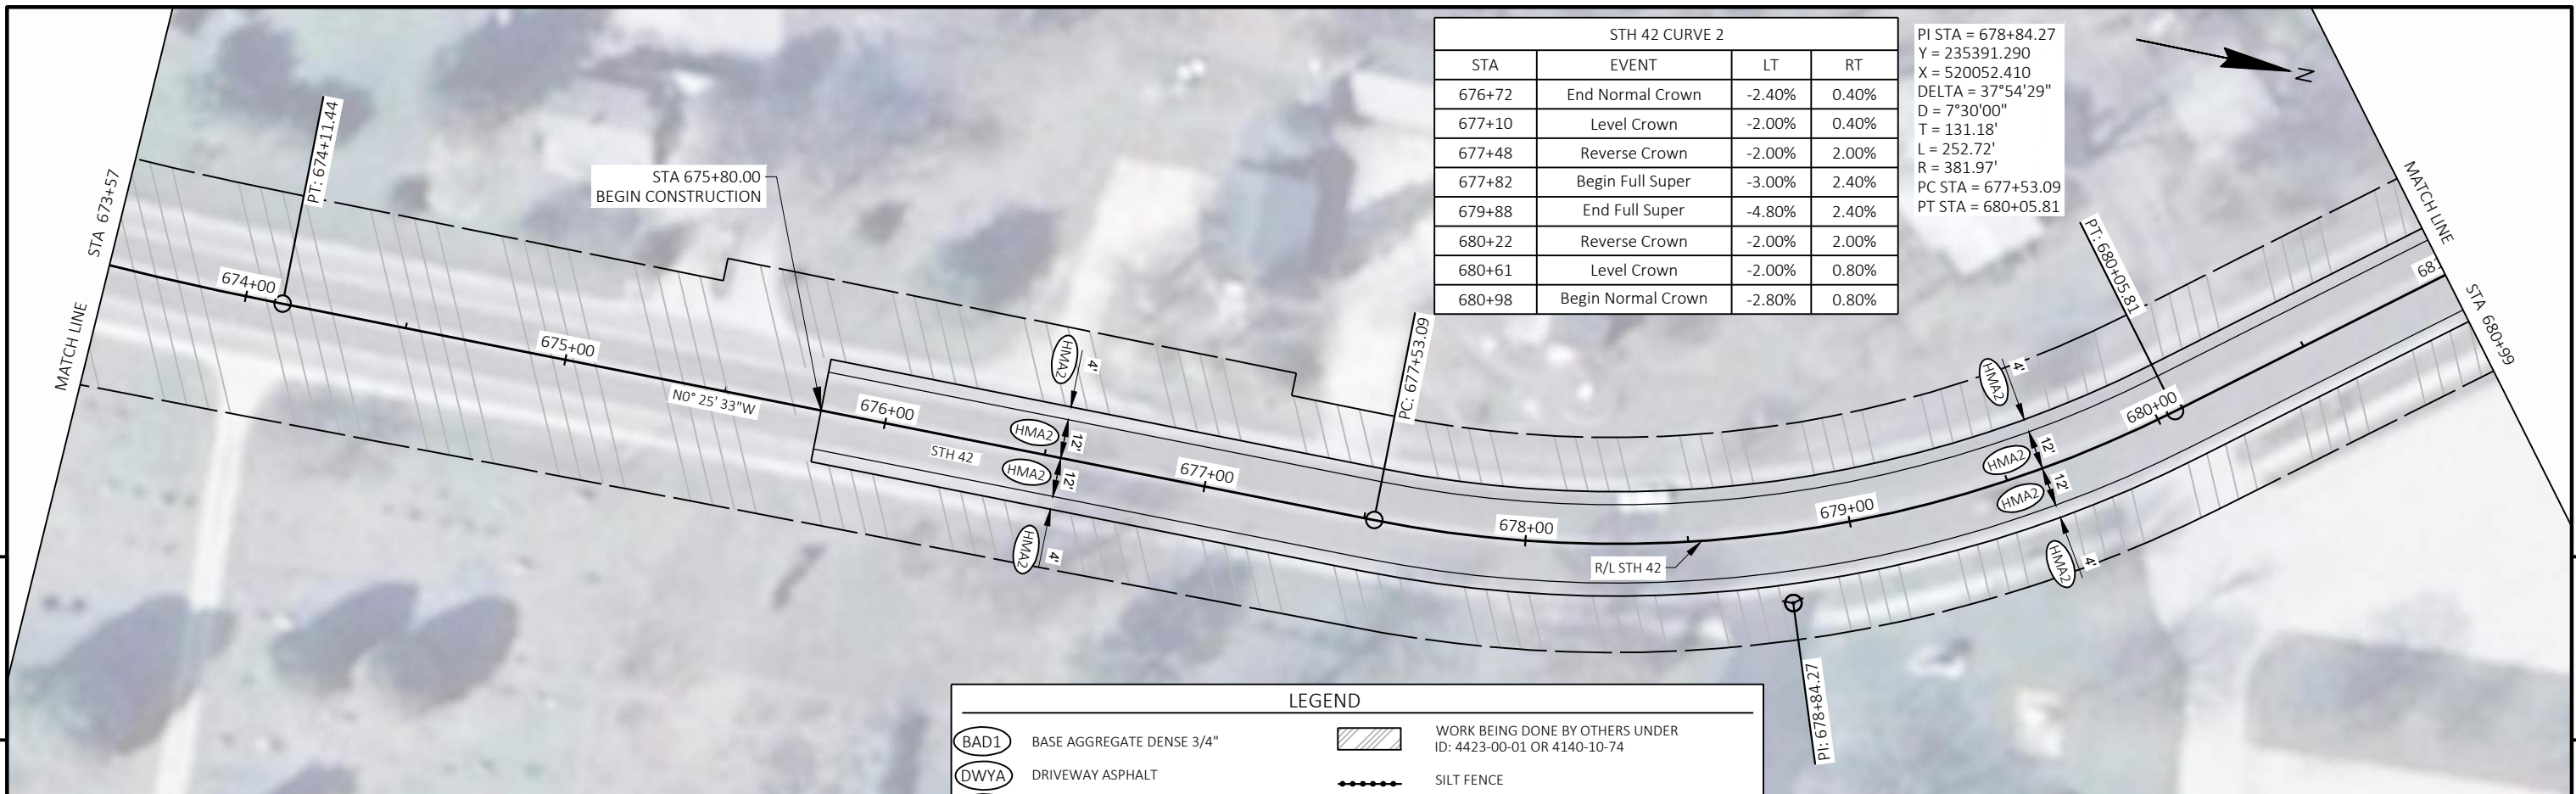 STH 42 CURVE 2
STA EVENT LT RT
676+72 End Normal Crown -2.40% 0.40%
677+10 Level Crown -2.00% 0.40%
677+48 Reverse Crown -2.00% 2.00%
677+82 Begin Full Super -3.00% 2.40%
679+88 End Full Super -4.80% 2.40%
680+22 Reverse Crown -2.00% 2.00%
680+61 Level Crown -2.00% 0.80%
680+98 Begin Normal Crown -2.80% 0.80%
PI STA = 678+84.27
Y = 235391.290
X = 520052.410
DELTA = 37°54'29"
D = 7°30'00"
T = 131.18'
L = 252.72'
R = 381.97'
PC STA = 677+53.09
PT STA = 680+05.81
N
STA 673+57
MATCH LINE
PT: 674+11.44
STA 675+80.00
BEGIN CONSTRUCTION
674+00
675+00
N0° 25' 33"W
676+00
STH 42
HMA2
4'
HMA2
12'
HMA2
12'
HMA2
4'
677+00
PC: 677+53.09
678+00
R/L STH 42
679+00
PI: 678+84.27
HMA2
4'
HMA2
12'
HMA2
12'
HMA2
4'
680+00
PT: 680+05.81
MATCH LINE
STA 680+99
LEGEND
BAD1 BASE AGGREGATE DENSE 3/4"
DWYA DRIVEWAY ASPHALT
WORK BEING DONE BY OTHERS UNDER
ID: 4423-00-01 OR 4140-10-74
SILT FENCE